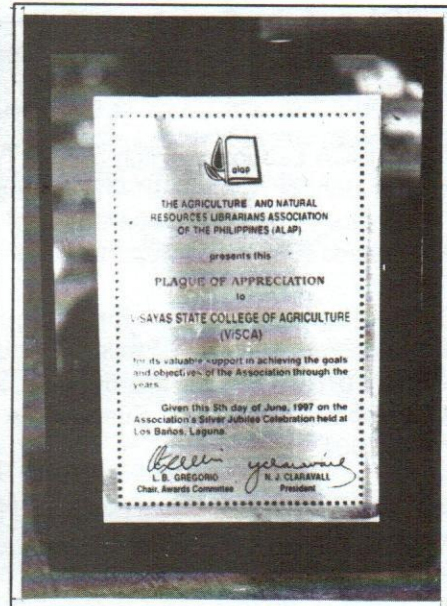 alap
THE AGRICULTURE AND NATURAL
RESOURCES LIBRARIANS ASSOCIATION
OF THE PHILIPPINES (ALAP)
presents this
PLAQUE OF APPRECIATION
to
VISAYAS STATE COLLEGE OF AGRICULTURE
(ViSCA)
for its valuable support in achieving the goals
and objectives of the Association through the
years.
Given this 5th day of June, 1997 on the
Association's Silver Jubilee Celebration held at
Los Baños, Laguna.
L. B. GREGORIO N. J. CLARAVALL
Chair, Awards Committee President